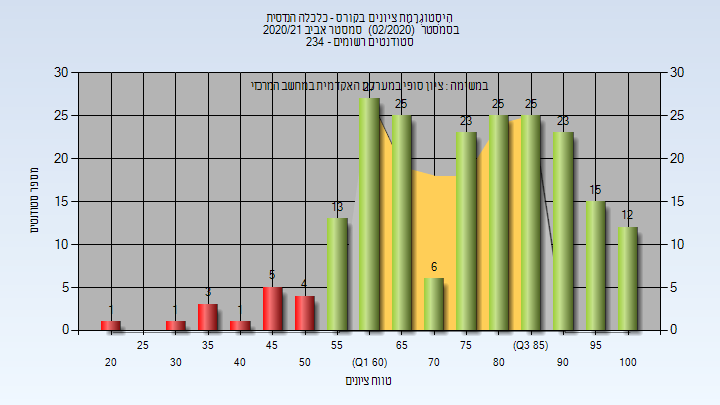 היסטוגרמת ציונים בקורס - כלכלה הנדסית
בסמסטר (02/2020) סמסטר אביב 2020/21
סטודנטים רשומים - 234
במשימה : ציון סופי במערכת האקדמית במחשב המרכזי
מספר סטודנטים
30 30
25 25
20 20
15 15
10 10
5 5
0 0
1 1 3 1 5 4 13 27 25 6 23 25 25 23 15 12
25 35 45 55 65 75 (Q3 85) 95
20 30 40 50 (Q1 60) 70 80 90 100
טווח ציונים